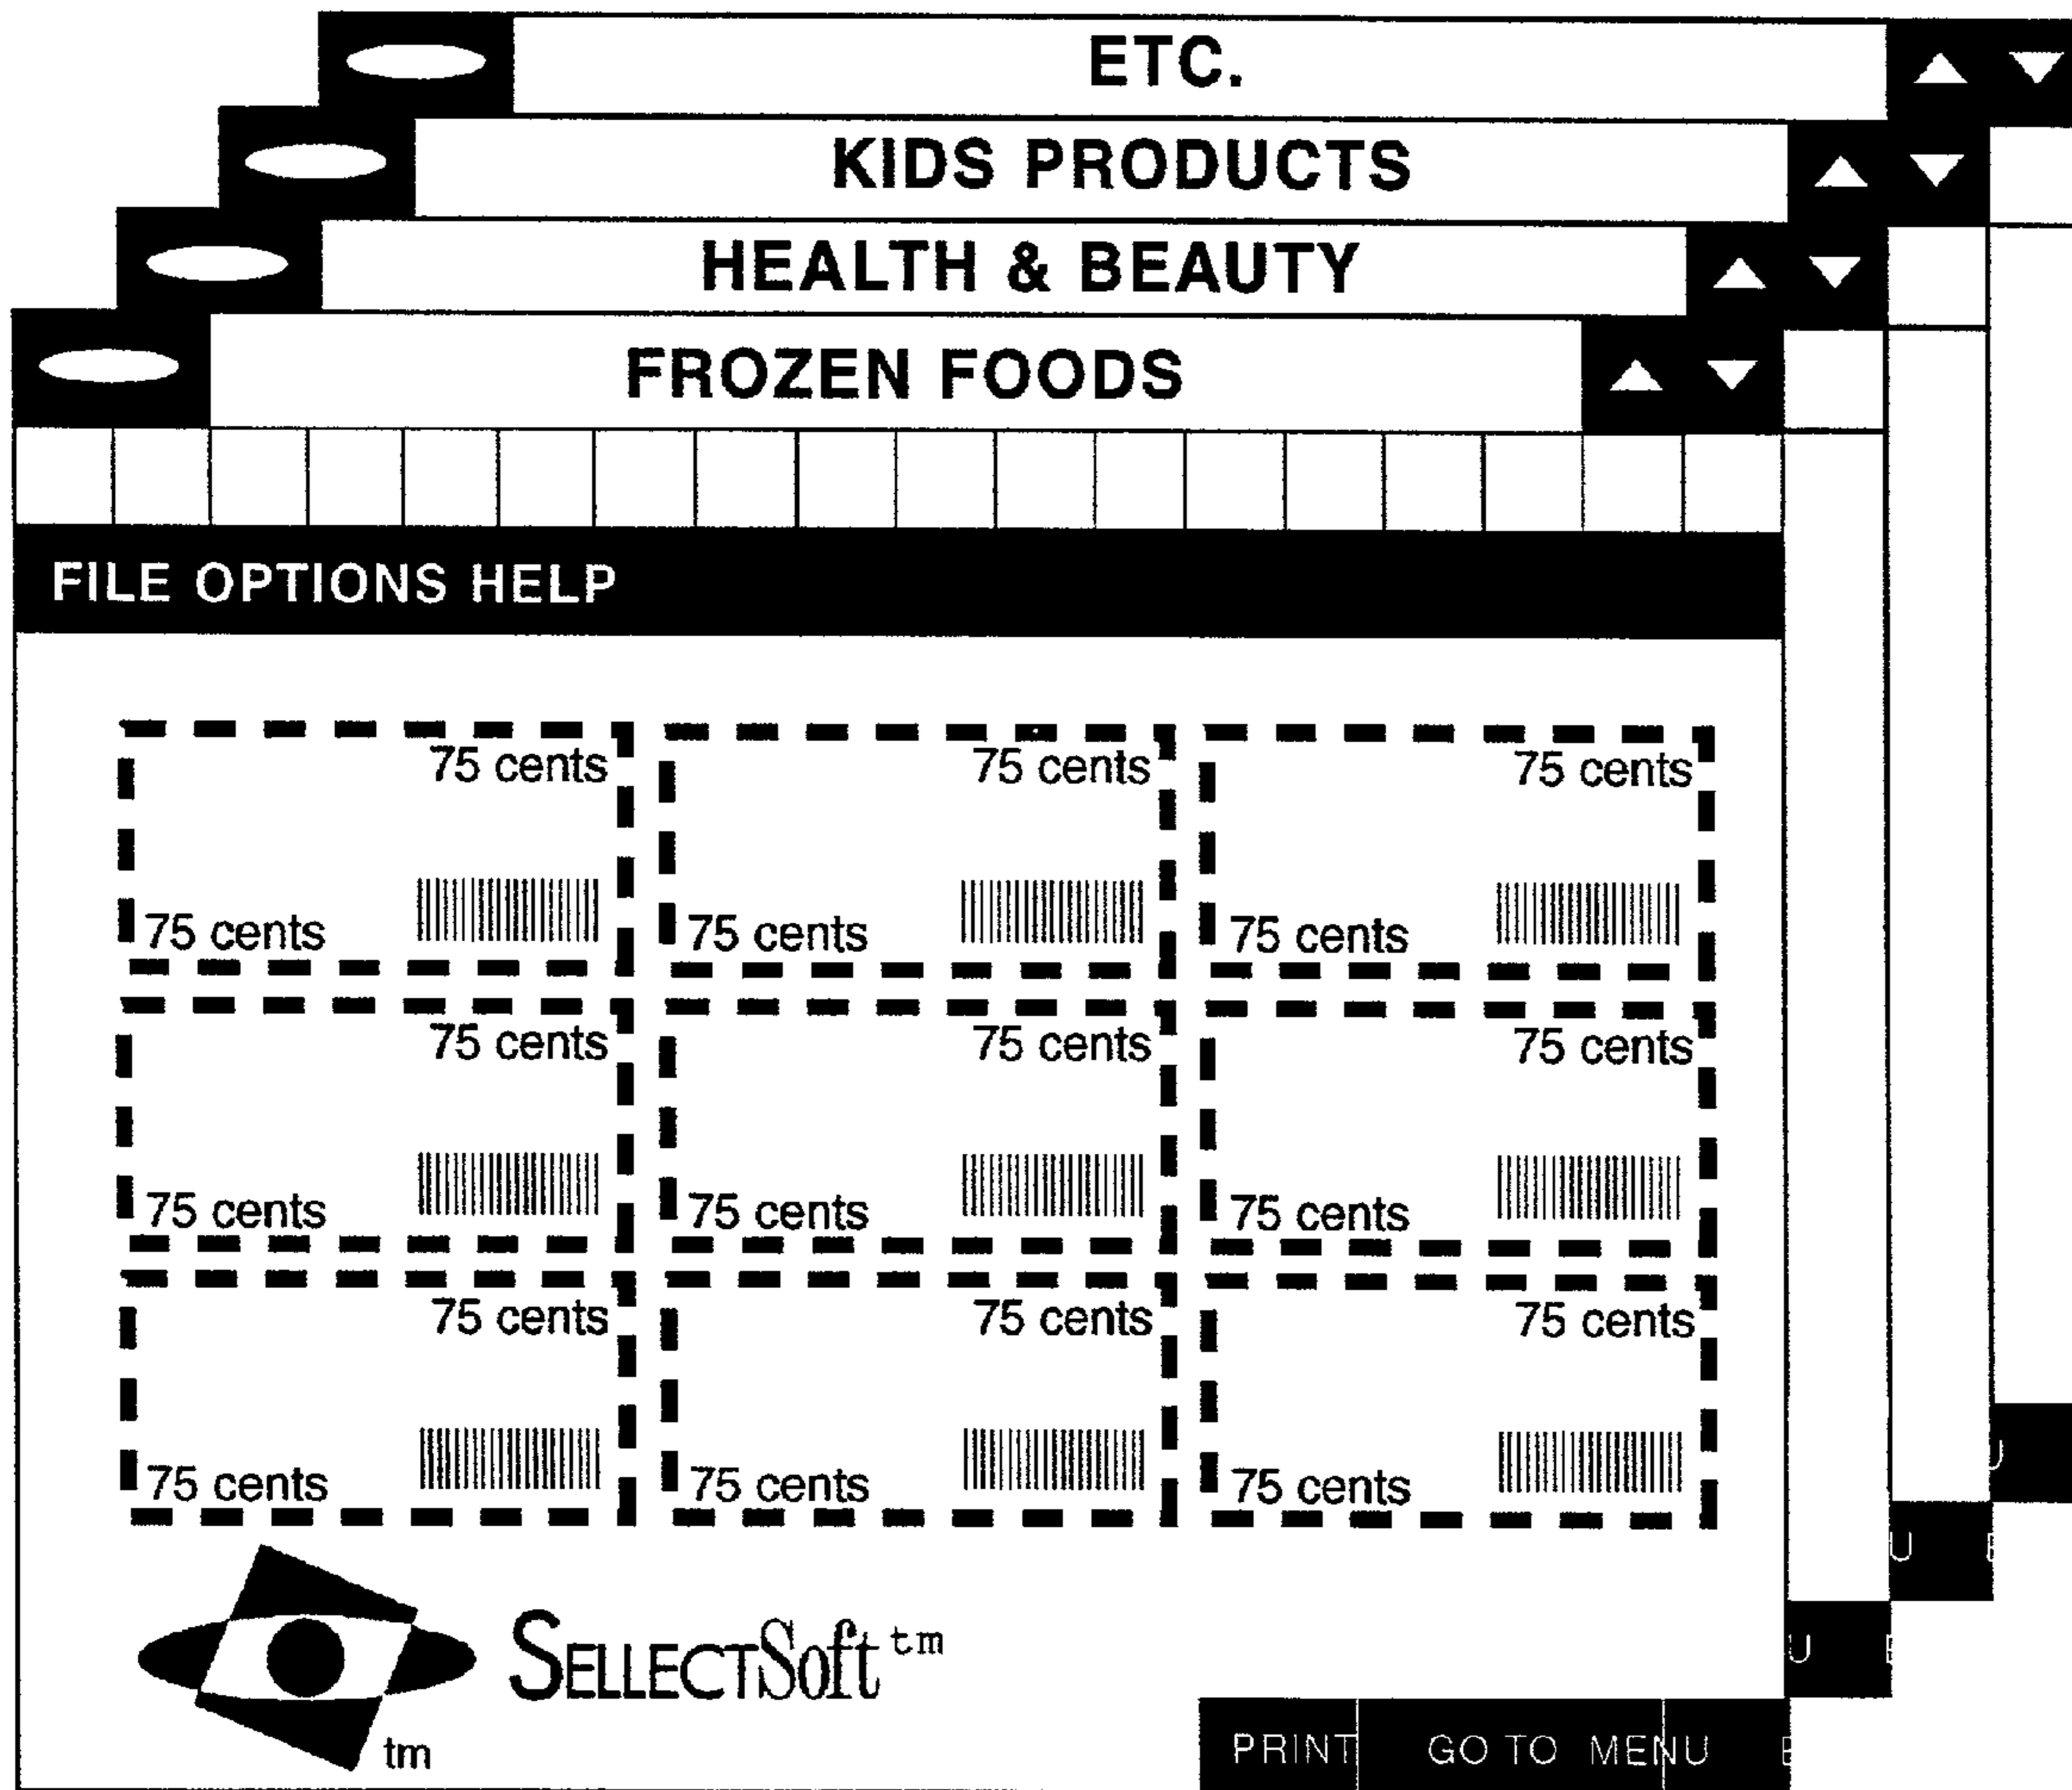 ETC.
KIDS PRODUCTS
HEALTH & BEAUTY
FROZEN FOODS
FILE OPTIONS HELP
75 cents 75 cents 75 cents
75 cents 75 cents 75 cents
75 cents 75 cents 75 cents
75 cents 75 cents 75 cents
75 cents 75 cents 75 cents
75 cents 75 cents 75 cents
U
U
SELLECTSoft tm
U
tm
PRINT GO TO MENU